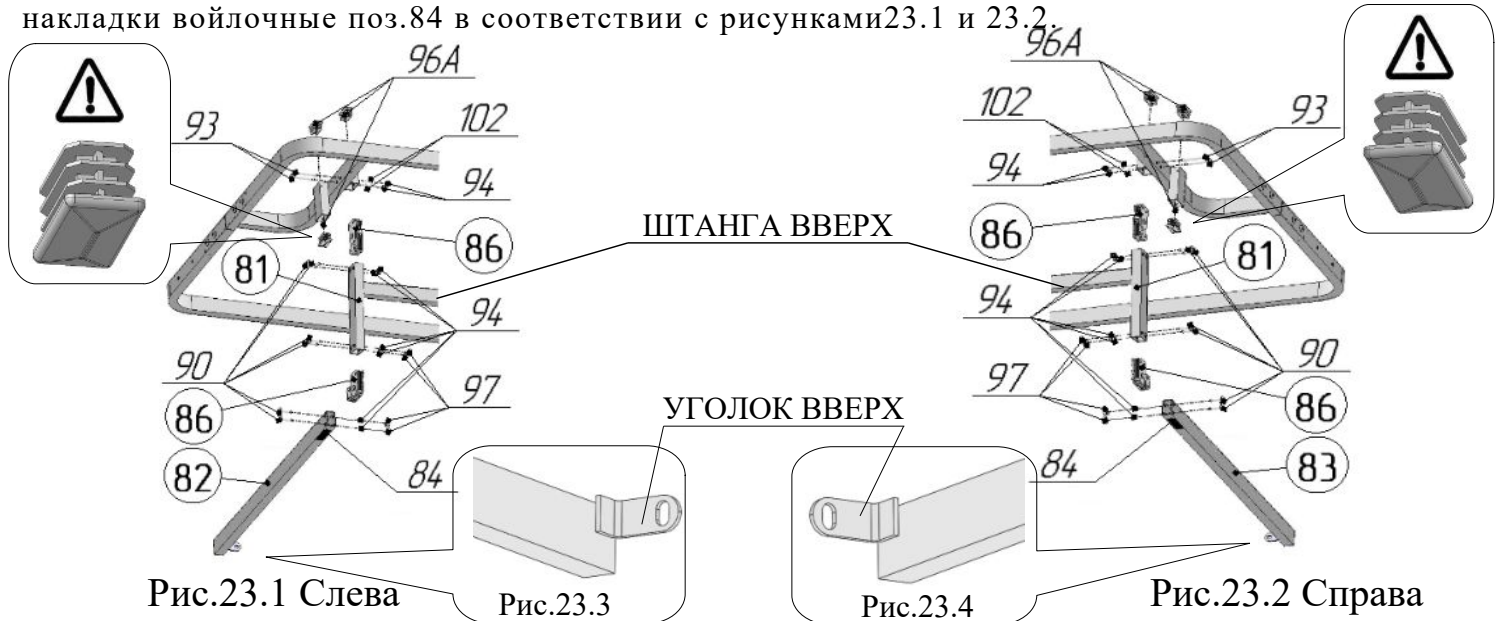 накладки войлочные поз.84 в соответствии с рисунками23.1 и 23.2.
96А 96А
93 102 102 93
94 94
86 ШТАНГА ВВЕРХ 86
81 81
94 94
90 97 97 90
86 УГОЛОК ВВЕРХ 86
82 84 84 83
Рис.23.1 Слева Рис.23.3 Рис.23.4 Рис.23.2 Справа